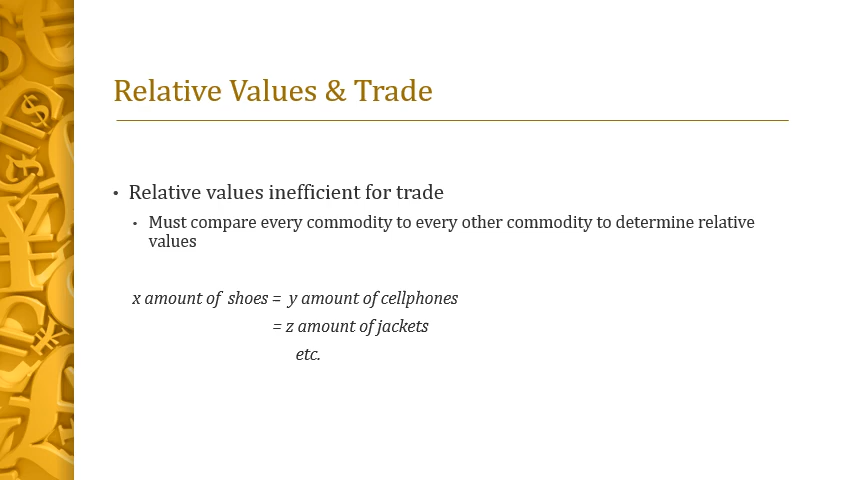 Relative Values & Trade
• Relative values inefficient for trade
• Must compare every commodity to every other commodity to determine relative
values
x amount of shoes = y amount of cellphones
= z amount of jackets
etc.